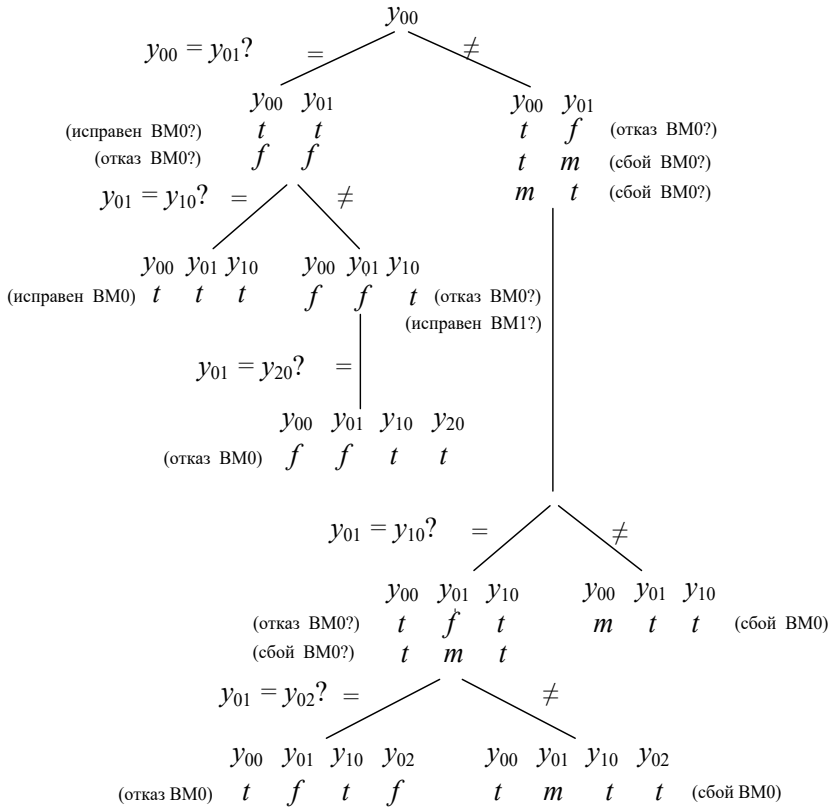 y00
y00 = y01? = ≠
y00 y01
(исправен ВМ0?) t t
(отказ ВМ0?) f f
y00 y01
t f (отказ ВМ0?)
t m (сбой ВМ0?)
m t (сбой ВМ0?)
y01 = y10? = ≠
y00 y01 y10
(исправен ВМ0) t t t
y00 y01 y10
f f t (отказ ВМ0?)
(исправен ВМ1?)
y01 = y20? =
y00 y01 y10 y20
(отказ ВМ0) f f t t
y01 = y10? = ≠
y00 y01 y10
(отказ ВМ0?) t f t
(сбой ВМ0?) t m t
y00 y01 y10
m t t (сбой ВМ0)
y01 = y02? = ≠
y00 y01 y10 y02
(отказ ВМ0) t f t f
y00 y01 y10 y02
t m t t (сбой ВМ0)